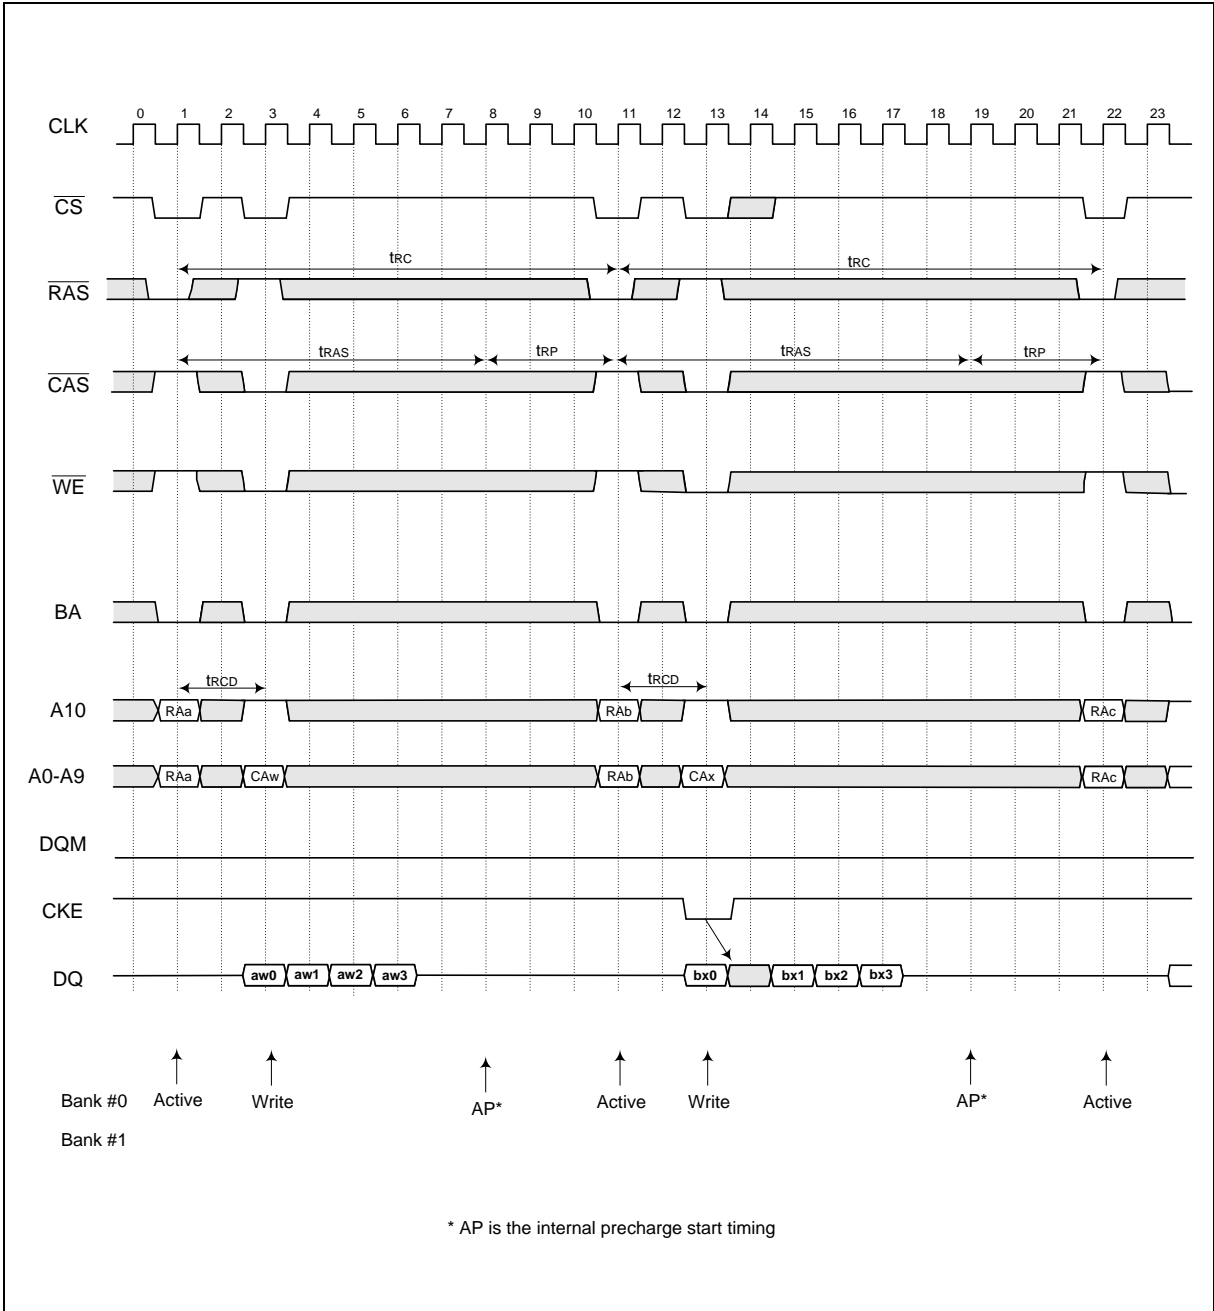 0 1 2 3 4 5 6 7 8 9 10 11 12 13 14 15 16 17 18 19 20 21 22 23
CLK
CS
tRC tRC
RAS
tRAS tRP tRAS tRP
CAS
WE
BA
tRCD tRCD
A10 RAa RAb RAc
A0-A9 RAa CAw RAb CAx RAc
DQM
CKE
DQ aw0 aw1 aw2 aw3 bx0 bx1 bx2 bx3
Bank #0 Active Write AP* Active Write AP* Active
Bank #1
* AP is the internal precharge start timing